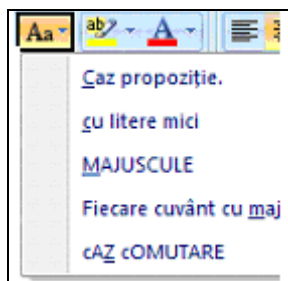 Aa ab A
Caz propoziție.
cu litere mici
MAJUSCULE
Fiecare cuvânt cu maj
cAZ cOMUTARE